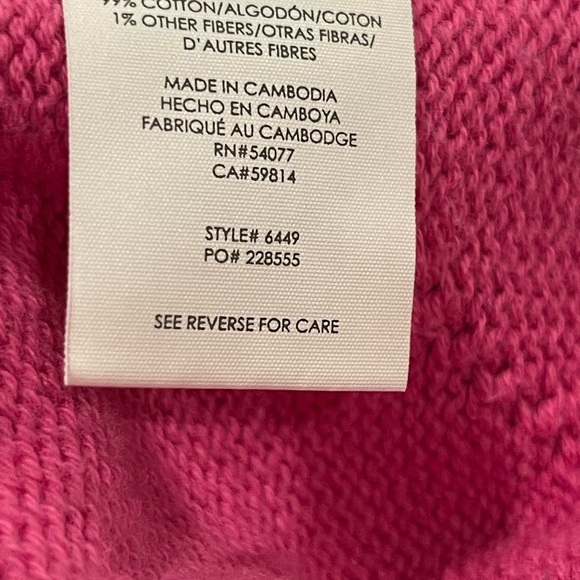 99% COTTON/ALGODÓN/COTON
1% OTHER FIBERS/OTRAS FIBRAS/
D'AUTRES FIBRES
MADE IN CAMBODIA
HECHO EN CAMBOYA
FABRIQUÉ AU CAMBODGE
RN#54077
CA#59814
STYLE# 6449
PO# 228555
SEE REVERSE FOR CARE